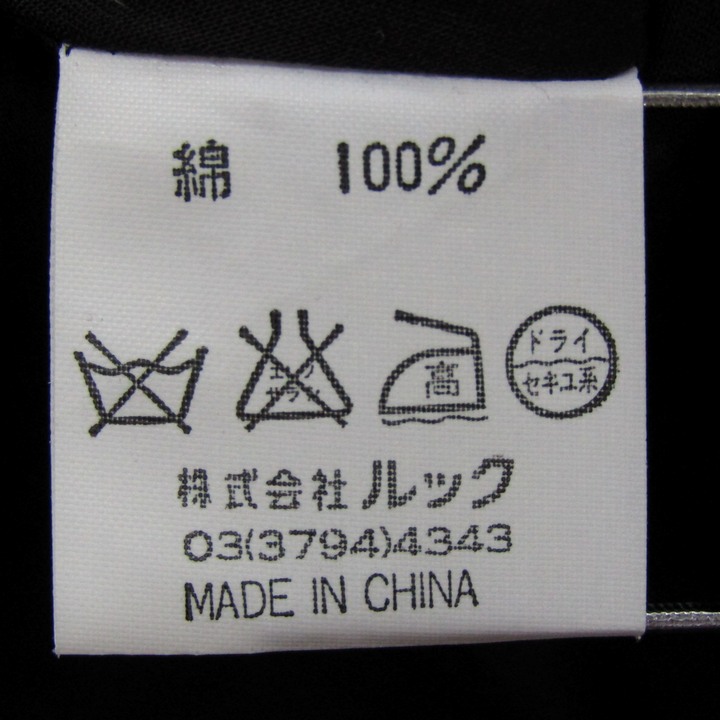 綿 100%
エンソ
サラシ
高
ドライ
セキユ系
株式会社ルック
03(3794)4343
MADE IN CHINA